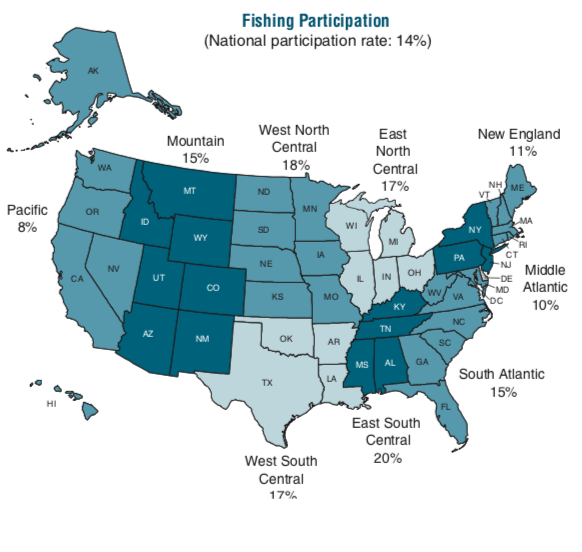 Fishing Participation
(National participation rate: 14%)
AK
Mountain
15%
West North
Central
18%
East
North
Central
17%
New England
11%
Pacific
8%
WA
OR
CA
NV
ID
MT
WY
UT
CO
AZ
NM
ND
SD
NE
KS
MN
IA
MO
WI
MI
IL
IN
OH
OK
AR
TX
LA
KY
TN
MS
AL
NY
PA
WV
VA
NC
SC
GA
FL
VT
NH
ME
MA
RI
CT
NJ
DE
MD
DC
HI
Middle
Atlantic
10%
South Atlantic
15%
East South
Central
20%
West South
Central
17%